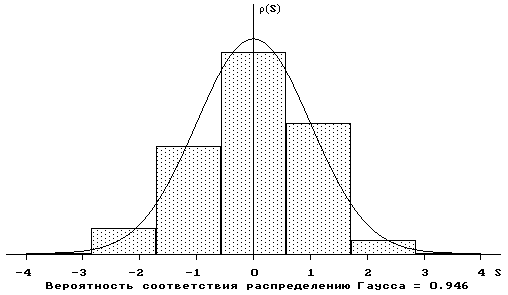 ρ(S)
-4 -3 -2 -1 0 1 2 3 4 S
Вероятность соответствия распределению Гаусса = 0.946